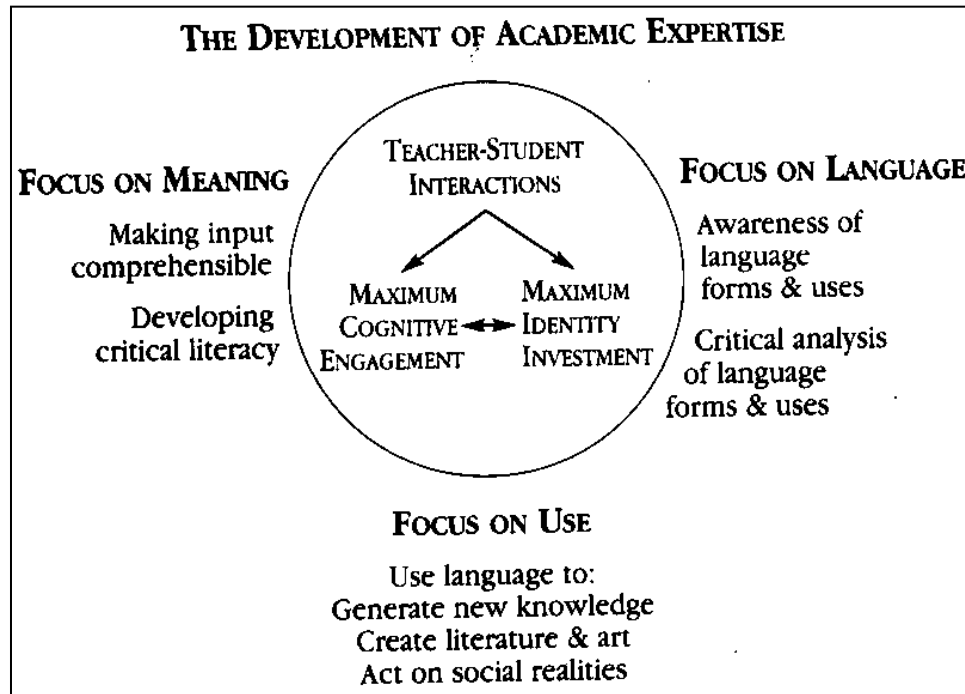 THE DEVELOPMENT OF ACADEMIC EXPERTISE
TEACHER-STUDENT
INTERACTIONS
MAXIMUM
COGNITIVE
ENGAGEMENT
MAXIMUM
IDENTITY
INVESTMENT
FOCUS ON MEANING
Making input
comprehensible
Developing
critical literacy
FOCUS ON LANGUAGE
Awareness of
language
forms & uses
Critical analysis
of language
forms & uses
FOCUS ON USE
Use language to:
Generate new knowledge
Create literature & art
Act on social realities